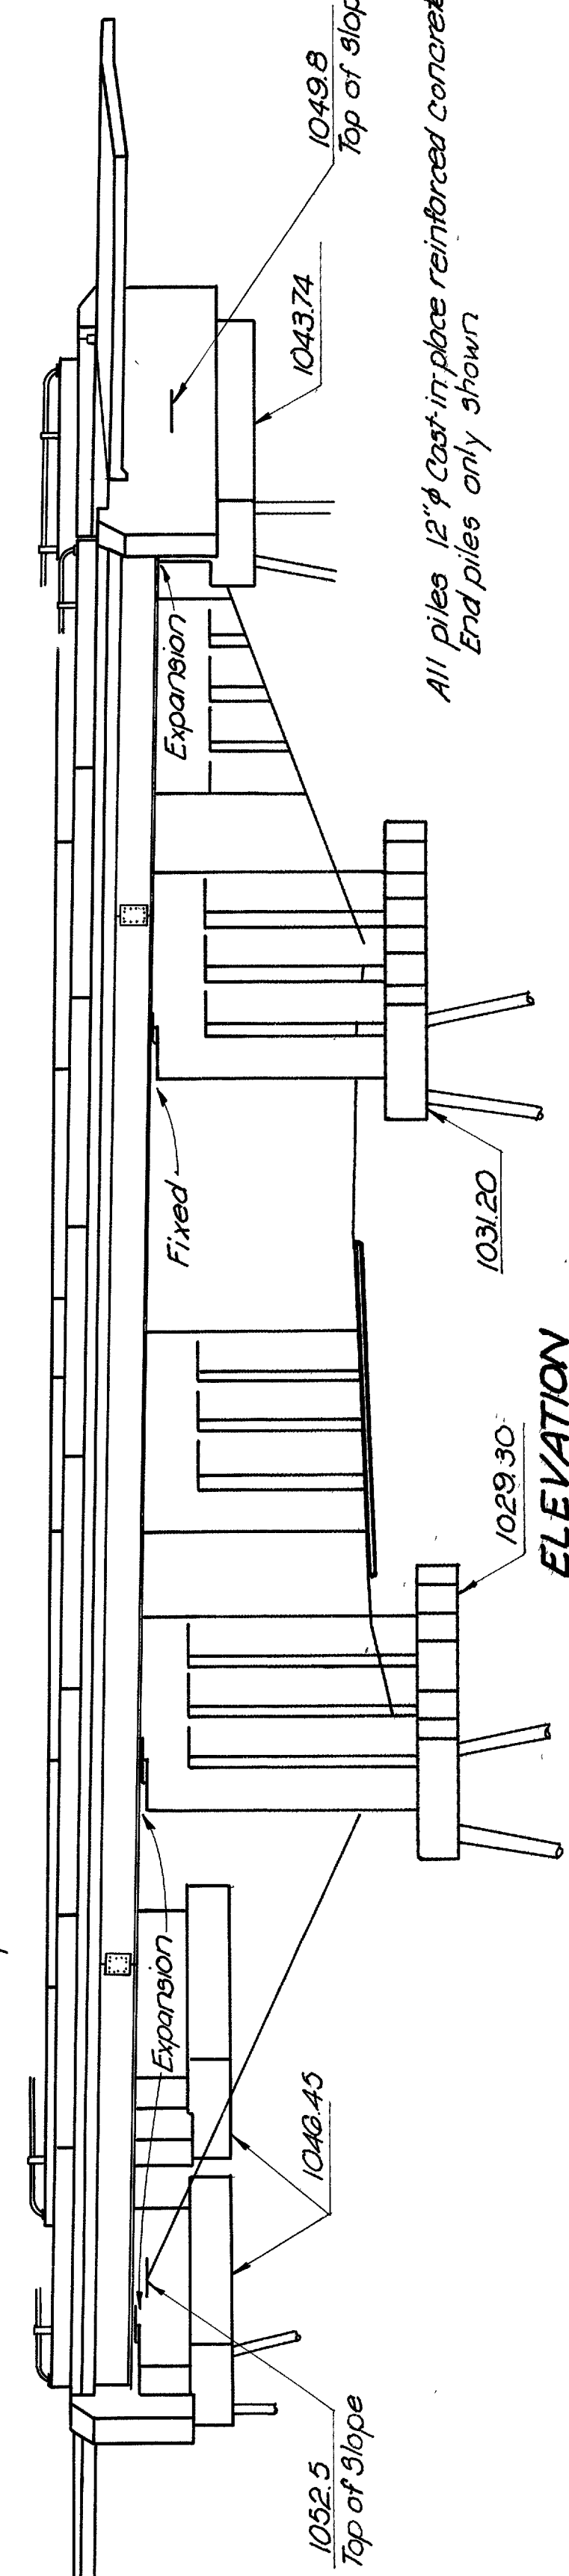 1052.5
Top of Slope
1046.45
Expansion
1029.30
ELEVATION
Fixed
1031.20
Expansion
1043.74
1049.8
Top of Slop
All piles 12"ϕ Cast-in-place reinforced concrete
End piles only shown